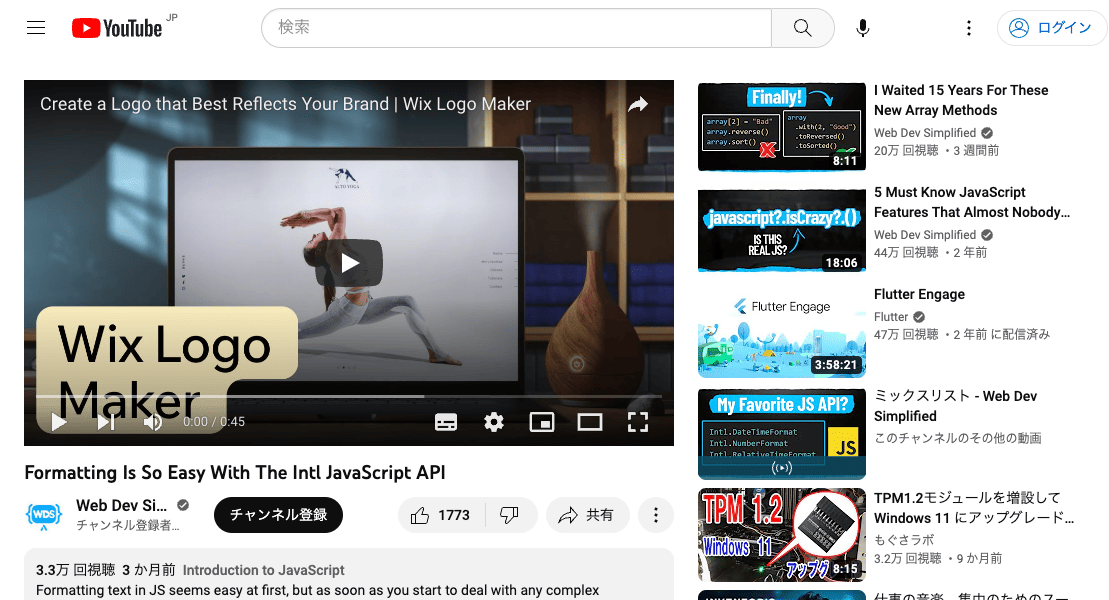 YouTube JP
検索
ログイン
Create a Logo that Best Reflects Your Brand | Wix Logo Maker
ALTO YOGA
Wix Logo
Maker
0:00 / 0:45
Formatting Is So Easy With The Intl JavaScript API
WDS
Web Dev Si...
チャンネル登録者...
チャンネル登録
1773
共有
3.3万 回視聴 3 か月前 Introduction to JavaScript
Formatting text in JS seems easy at first, but as soon as you start to deal with any complex
Finally!
array[2] = "Bad"
array.reverse()
array.sort()
array
.with(2, "Good")
.toReversed()
.toSorted()
8:11
I Waited 15 Years For These
New Array Methods
Web Dev Simplified
20万 回視聴 ・3 週間前
javascript?.isCrazy?.()
IS THIS
REAL JS?
18:06
5 Must Know JavaScript
Features That Almost Nobody...
Web Dev Simplified
44万 回視聴 ・2 年前
Flutter Engage
3:58:21
Flutter Engage
Flutter
47万 回視聴 ・2 年前 に配信済み
My Favorite JS API?
Intl.DateTimeFormat
Intl.NumberFormat
Intl.RelativeTimeFormat
JS
ミックスリスト - Web Dev
Simplified
このチャンネルのその他の動画
TPM 1.2
Windows 11
アップグ
8:15
TPM1.2モジュールを増設して
Windows 11 にアップグレード...
もぐさラボ
3.2万 回視聴 ・9 か月前
仕事の音楽、集中のためのスー